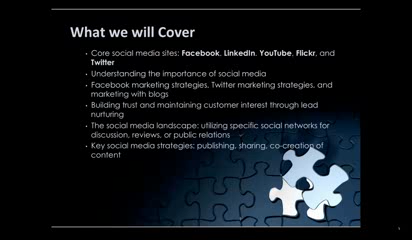 What we will Cover
• Core social media sites: Facebook, LinkedIn, YouTube, Flickr, and
Twitter
• Understanding the importance of social media
• Facebook marketing strategies, Twitter marketing strategies, and
marketing with blogs
• Building trust and maintaining customer interest through lead
nurturing
• The social media landscape: utilizing specific social networks for
discussion, reviews, or public relations
• Key social media strategies: publishing, sharing, co-creation of
content